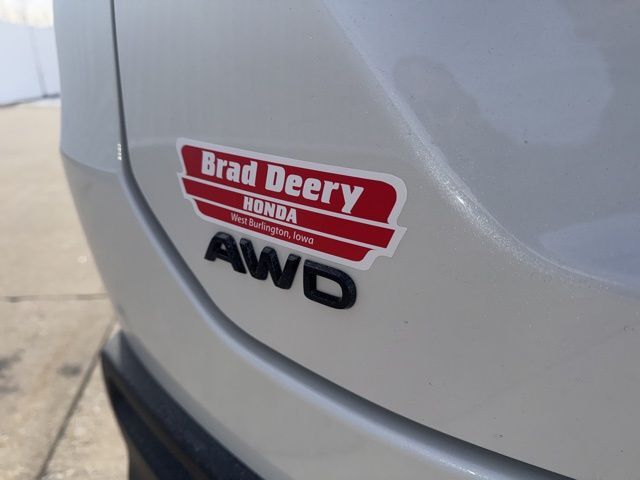 Brad Deery
HONDA
West Burlington, Iowa
AWD